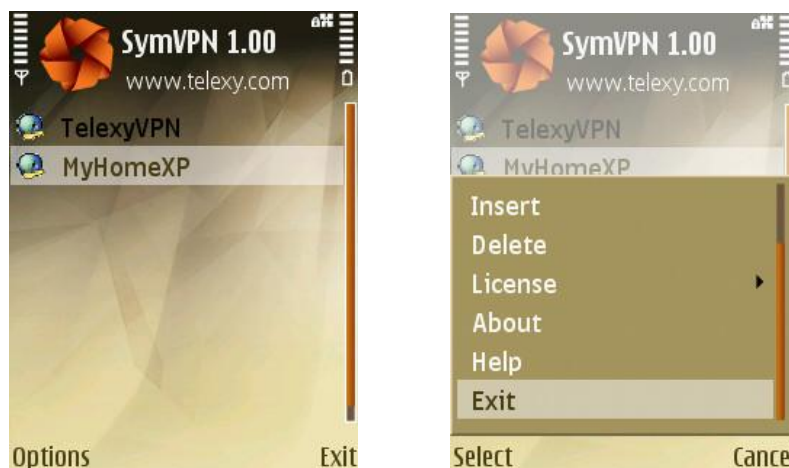 SymVPN 1.00
www.telexy.com
TelexyVPN
MyHomeXP
Options Exit
SymVPN 1.00
www.telexy.com
TelexyVPN
MyHomeXP
Insert
Delete
License
About
Help
Exit
Select Cance